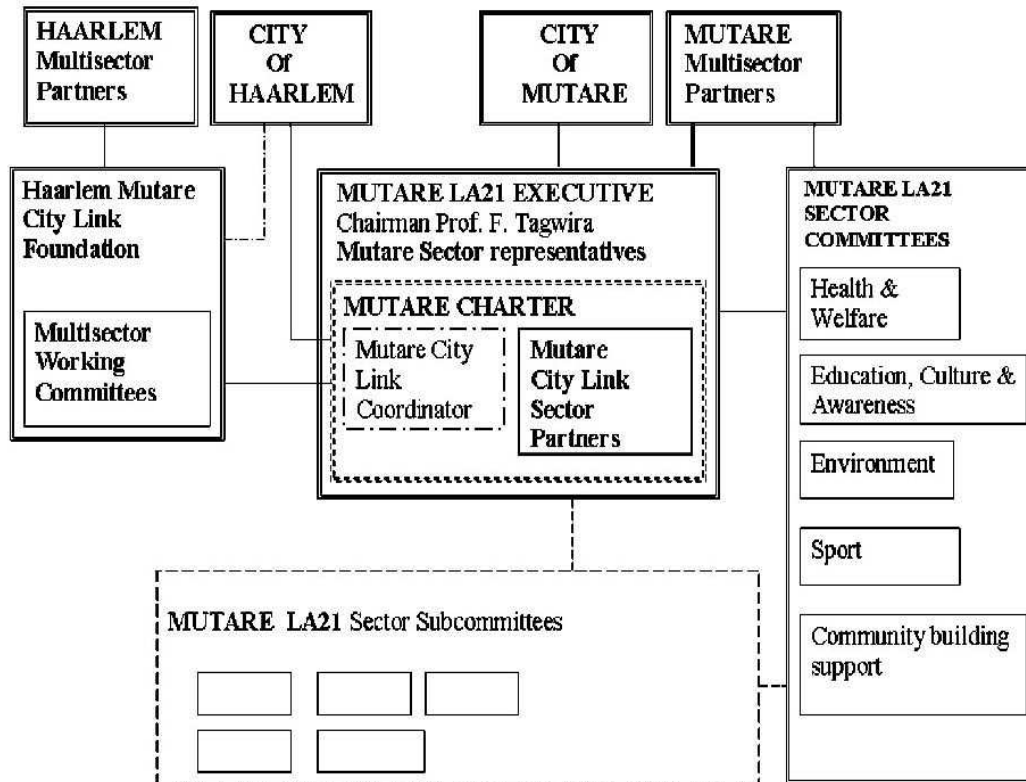 HAARLEM
Multisector
Partners
CITY
Of
HAARLEM
CITY
Of
MUTARE
MUTARE
Multisector
Partners
Haarlem Mutare
City Link
Foundation
Multisector
Working
Committees
MUTARE LA21 EXECUTIVE
Chairman Prof. F. Tagwira
Mutare Sector representatives
MUTARE CHARTER
Mutare City
Link
Coordinator
Mutare
City Link
Sector
Partners
MUTARE LA21
SECTOR
COMMITTEES
Health &
Welfare
Education, Culture &
Awareness
Environment
Sport
Community building
support
MUTARE LA21 Sector Subcommittees